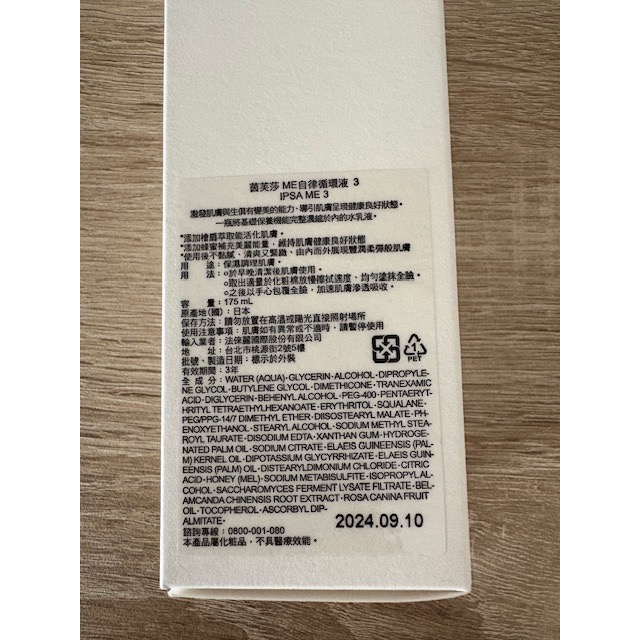 茵芙莎 ME自律循環液 3
IPSA ME 3
激發肌膚與生俱有變美的能力、導引肌膚呈現健康良好狀態。
一瓶將基礎保養機能完整濃縮於內的水乳液。
*添加檜扇萃取能活化肌膚。
*添加蜂蜜補充美麗能量，維持肌膚健康良好狀態。
*使用後不黏膩、清爽又緊緻、由內而外展現豐潤柔彈般肌膚
用 途：保濕調理肌膚。
用 法：○於早晚清潔後肌膚使用。
○取出適量於化粧棉放慢擦拭速度、均勻塗抹全臉。
○之後以手心包覆全臉，加速肌膚滲透吸收。
容 量：175 mL
原產地(國)：日本
保存方法：請勿放置在高溫或陽光直接照射場所
使用注意事項：肌膚如有異常或不適時，請暫停使用
輸入業者：法倈麗國際股份有限公司
地 址：台北市桃源街2號5樓
批號、製造日期：標示於外裝
有效期間：3年
全 成 分：WATER (AQUA)·GLYCERIN·ALCOHOL·DIPROPYLE-
NE GLYCOL·BUTYLENE GLYCOL·DIMETHICONE·TRANEXAMIC
ACID·DIGLYCERIN·BEHENYL ALCOHOL·PEG-400·PENTAERYT-
HRITYL TETRAETHYLHEXANOATE·ERYTHRITOL·SQUALANE·
PEG/PPG-14/7 DIMETHYL ETHER·DIISOSTEARYL MALATE·PH-
ENOXYETHANOL·STEARYL ALCOHOL·SODIUM METHYL STEA-
ROYL TAURATE·DISODIUM EDTA·XANTHAN GUM·HYDROGE-
NATED PALM OIL·SODIUM CITRATE·ELAEIS GUINEENSIS (PAL-
M) KERNEL OIL·DIPOTASSIUM GLYCYRRHIZATE·ELAEIS GUIN-
EENSIS (PALM) OIL·DISTEARYLDIMONIUM CHLORIDE·CITRIC
ACID·HONEY (MEL)·SODIUM METABISULFITE·ISOPROPYL AL-
COHOL·SACCHAROMYCES FERMENT LYSATE FILTRATE·BEL-
AMCANDA CHINENSIS ROOT EXTRACT·ROSA CANINA FRUIT
OIL·TOCOPHEROL·ASCORBYL DIP-
ALMITATE·
諮詢專線：0800-001-080
本產品屬化粧品，不具醫療效能。
1
PET
2024.09.10